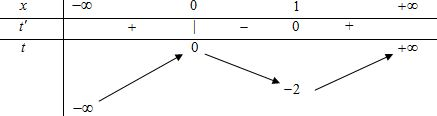 x −∞ 0 1 +∞
t′ + | − 0 +
t 0 +∞
−2
−∞